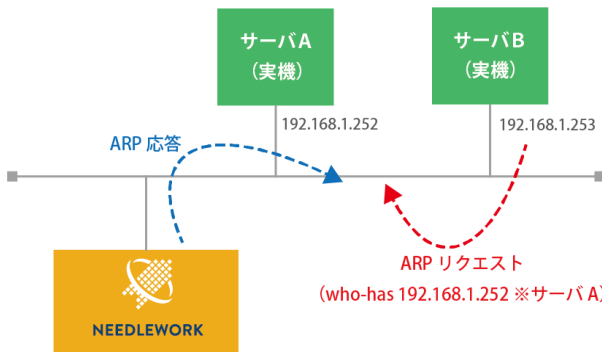 サーバA
（実機）
サーバB
（実機）
192.168.1.252
192.168.1.253
ARP 応答
ARP リクエスト
（who-has 192.168.1.252 ※サーバ A）
NEEDLEWORK